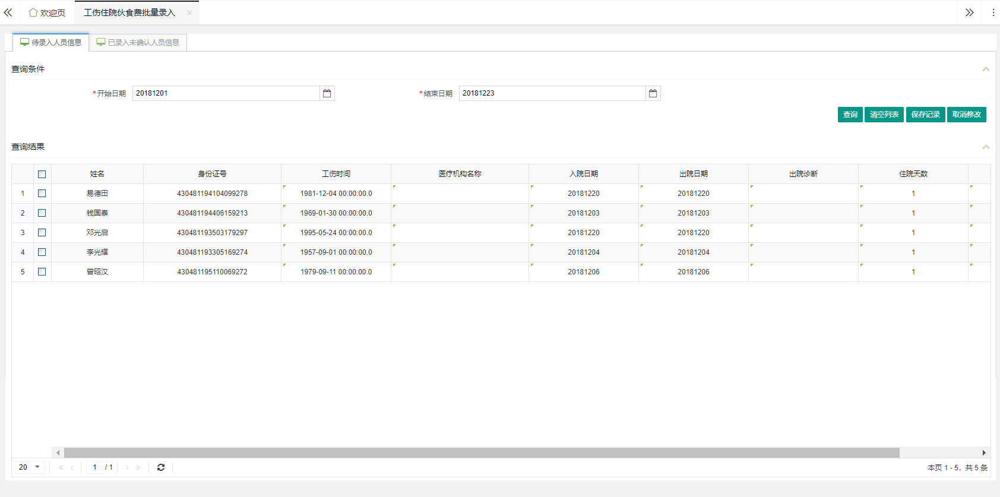 欢迎页 工伤住院伙食费批量录入
待录入人员信息 已录入未确认人员信息
查询条件
*开始日期 20181201 *结束日期 20181223
查询 清空列表 保存记录 取消修改
查询结果
姓名 身份证号 工伤时间 医疗机构名称 入院日期 出院日期 出院诊断 住院天数
1 易德田 430481194104099278 1981-12-04 00:00:00.0 20181220 20181220 1
2 钱国泰 430481194406159213 1969-01-30 00:00:00.0 20181203 20181203 1
3 邓光启 430481193503179297 1995-05-24 00:00:00.0 20181220 20181220 1
4 李光耀 430481193305169274 1957-09-01 00:00:00.0 20181204 20181204 1
5 曾昭汉 430481195110069272 1979-09-11 00:00:00.0 20181206 20181206 1
20 1 / 1 本页 1 - 5，共 5 条